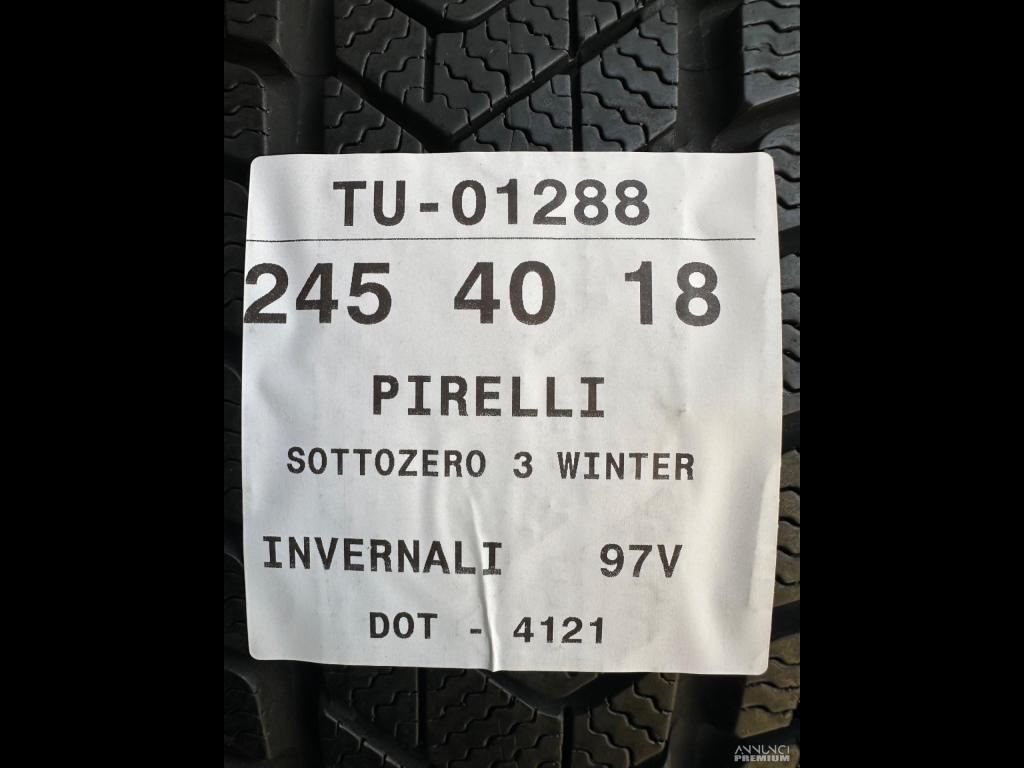 TU-01288
245 40 18
PIRELLI
SOTTOZERO 3 WINTER
INVERNALI 97V
DOT - 4121
ANNUNCI
PREMIUM